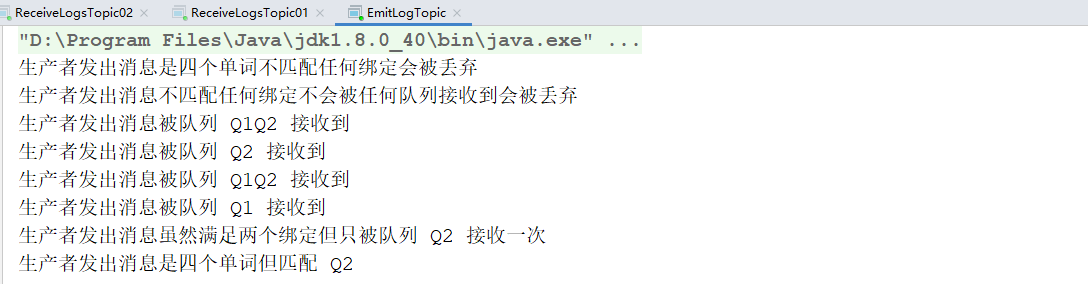 ReceiveLogsTopic02 × ReceiveLogsTopic01 × EmitLogTopic ×
"D:\Program Files\Java\jdk1.8.0_40\bin\java.exe" ...
生产者发出消息是四个单词不匹配任何绑定会被丢弃
生产者发出消息不匹配任何绑定不会被任何队列接收到会被丢弃
生产者发出消息被队列 Q1Q2 接收到
生产者发出消息被队列 Q2 接收到
生产者发出消息被队列 Q1Q2 接收到
生产者发出消息被队列 Q1 接收到
生产者发出消息虽然满足两个绑定但只被队列 Q2 接收一次
生产者发出消息是四个单词但匹配 Q2